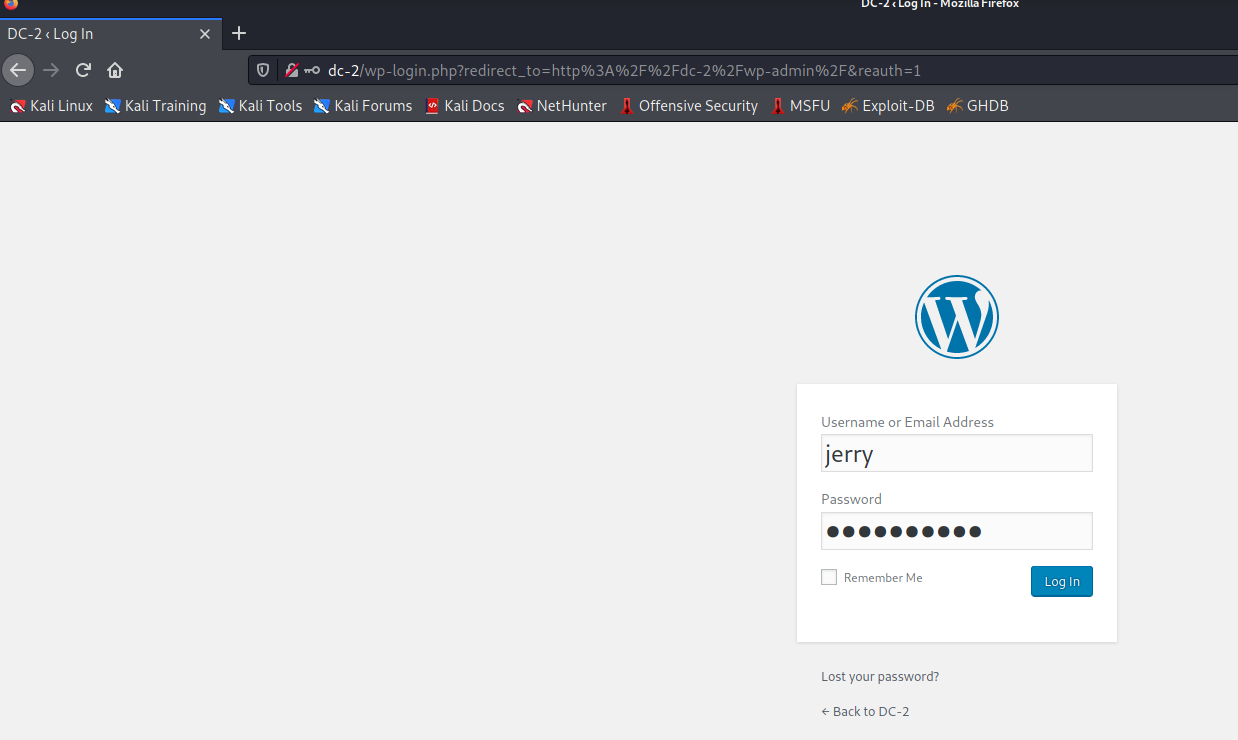 DC-2 ‹ Log In - Mozilla Firefox
DC-2 ‹ Log In
dc-2/wp-login.php?redirect_to=http%3A%2F%2Fdc-2%2Fwp-admin%2F&reauth=1
Kali Linux Kali Training Kali Tools Kali Forums Kali Docs NetHunter Offensive Security MSFU Exploit-DB GHDB
Username or Email Address
jerry
Password
Remember Me Log In
Lost your password?
← Back to DC-2